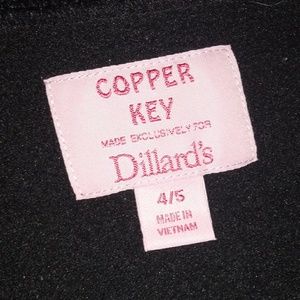 COPPER
KEY
MADE EXCLUSIVELY FOR
Dillard's
4/5
MADE IN
VIETNAM